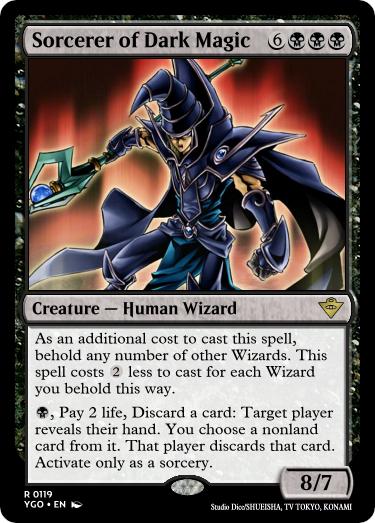 Sorcerer of Dark Magic 6
Creature — Human Wizard
As an additional cost to cast this spell,
behold any number of other Wizards. This
spell costs 2 less to cast for each Wizard
you behold this way.
, Pay 2 life, Discard a card: Target player
reveals their hand. You choose a nonland
card from it. That player discards that card.
Activate only as a sorcery.
8/7
R 0119
YGO • EN
Studio Dice/SHUEISHA, TV TOKYO, KONAMI